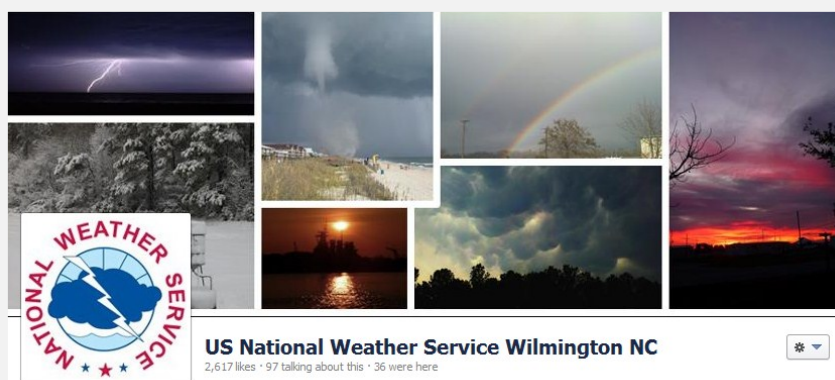 NATIONAL WEATHER SERVICE
US National Weather Service Wilmington NC
2,617 likes · 97 talking about this · 36 were here